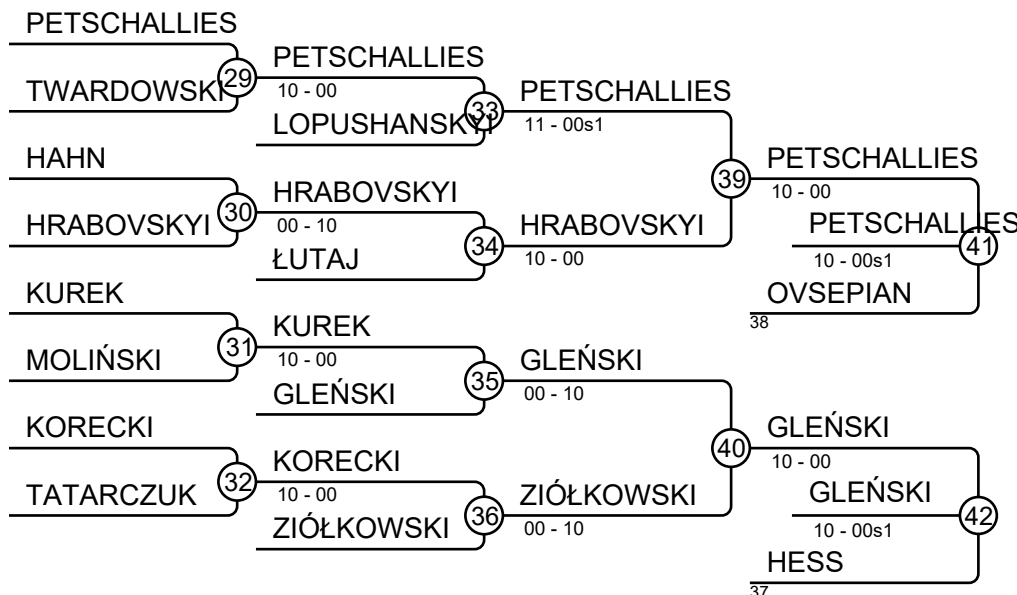 PETSCHALLIES
TWARDOWSKI
29
PETSCHALLIES
10 - 00
LOPUSHANSKYI
33
PETSCHALLIES
11 - 00s1
HAHN
HRABOVSKYI
30
HRABOVSKYI
00 - 10
ŁUTAJ
34
HRABOVSKYI
10 - 00
39
PETSCHALLIES
10 - 00
PETSCHALLIES
10 - 00s1
41
OVSEPIAN
38
KUREK
MOLIŃSKI
31
KUREK
10 - 00
GLEŃSKI
35
GLEŃSKI
00 - 10
KORECKI
TATARCZUK
32
KORECKI
10 - 00
ZIÓŁKOWSKI
36
ZIÓŁKOWSKI
00 - 10
40
GLEŃSKI
10 - 00
GLEŃSKI
10 - 00s1
42
HESS
37